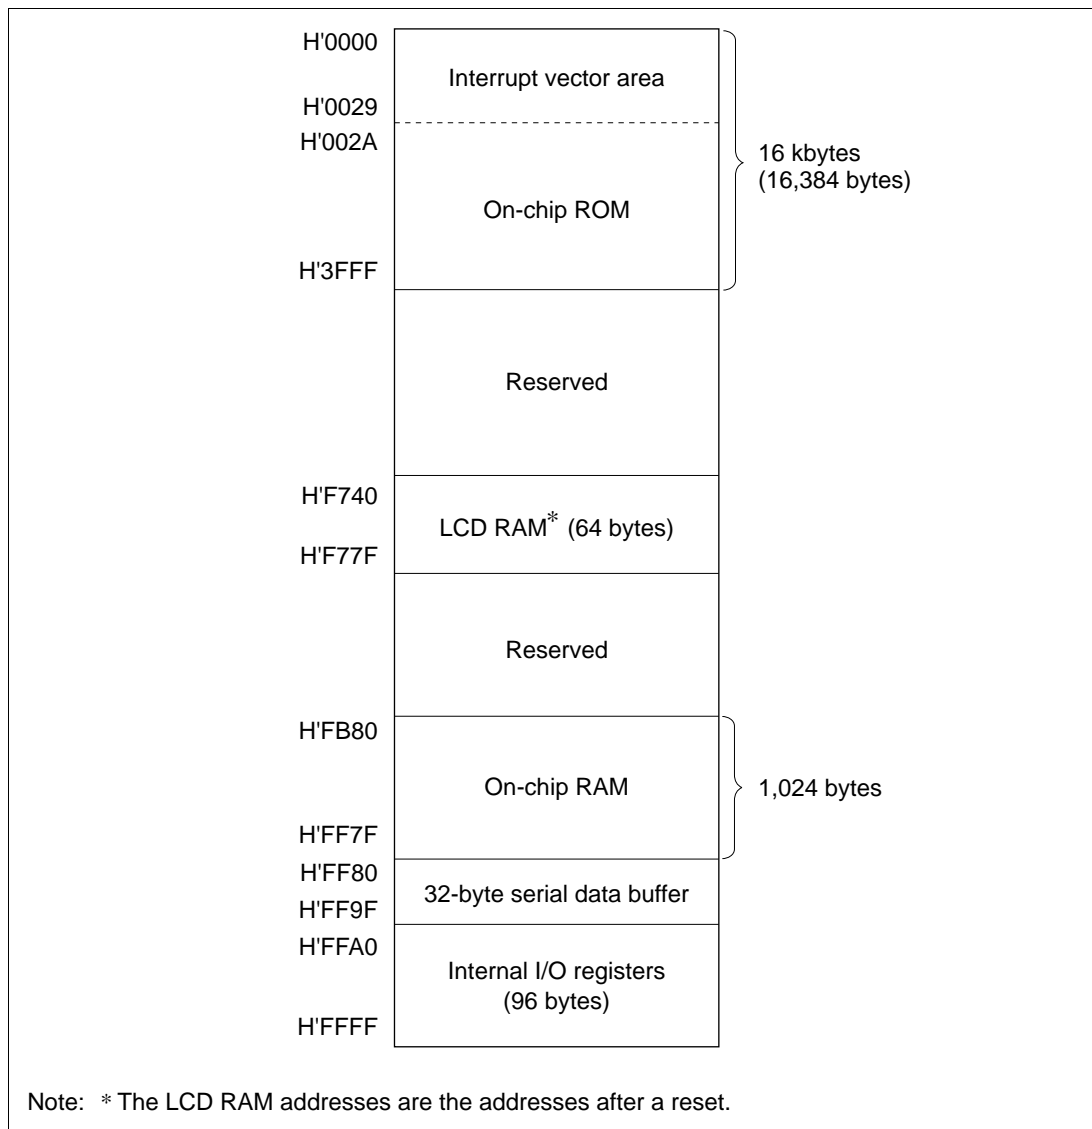 H'0000
Interrupt vector area
H'0029
H'002A
16 kbytes
(16,384 bytes)
On-chip ROM
H'3FFF
Reserved
H'F740
LCD RAM* (64 bytes)
H'F77F
Reserved
H'FB80
On-chip RAM
1,024 bytes
H'FF7F
H'FF80
32-byte serial data buffer
H'FF9F
H'FFA0
Internal I/O registers
(96 bytes)
H'FFFF
Note: * The LCD RAM addresses are the addresses after a reset.